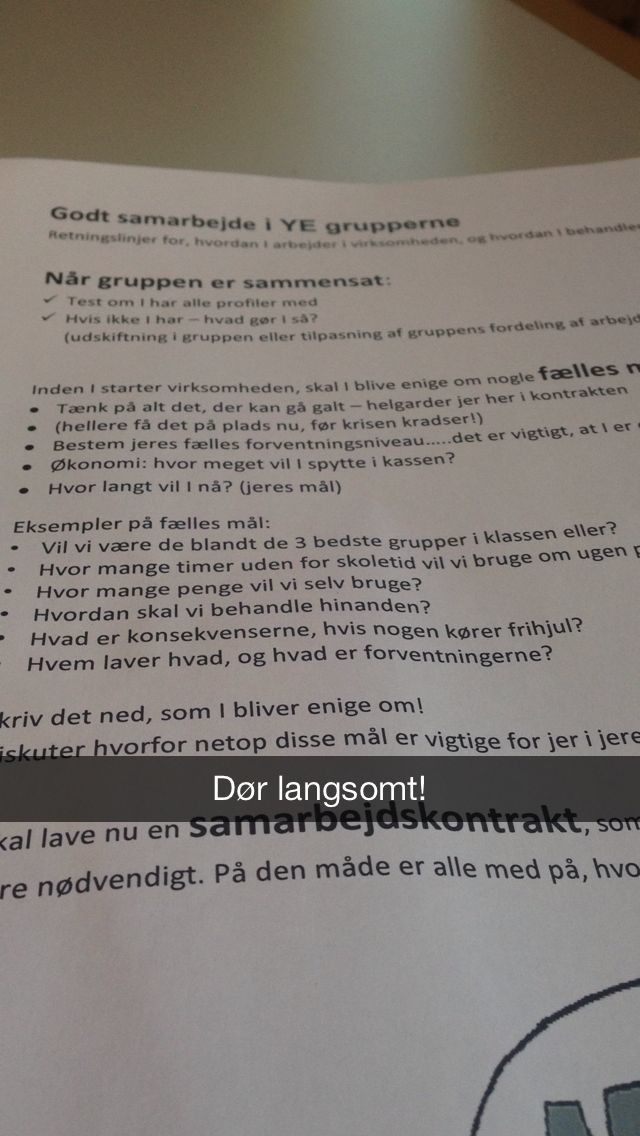 Godt samarbejde i YE grupperne
Retningslinjer for, hvordan I arbejder i virksomheden, og hvordan I behandler
Når gruppen er sammensat:
✓ Test om I har alle profiler med
✓ Hvis ikke I har – hvad gør I så?
(udskiftning i gruppen eller tilpasning af gruppens fordeling af arbejd
Inden I starter virksomheden, skal I blive enige om nogle fælles m
• Tænk på alt det, der kan gå galt – helgarder jer her i kontrakten
• (hellere få det på plads nu, før krisen kradser!)
• Bestem jeres fælles forventningsniveau.....det er vigtigt, at I er
• Økonomi: hvor meget vil I spytte i kassen?
• Hvor langt vil I nå? (jeres mål)
Eksempler på fælles mål:
• Vil vi være de blandt de 3 bedste grupper i klassen eller?
• Hvor mange timer uden for skoletid vil vi bruge om ugen p
• Hvor mange penge vil vi selv bruge?
• Hvordan skal vi behandle hinanden?
• Hvad er konsekvenserne, hvis nogen kører frihjul?
• Hvem laver hvad, og hvad er forventningerne?
kriv det ned, som I bliver enige om!
iskuter hvorfor netop disse mål er vigtige for jer i jere
Dør langsomt!
kal lave nu en samarbejdskontrakt, som
re nødvendigt. På den måde er alle med på, hvo